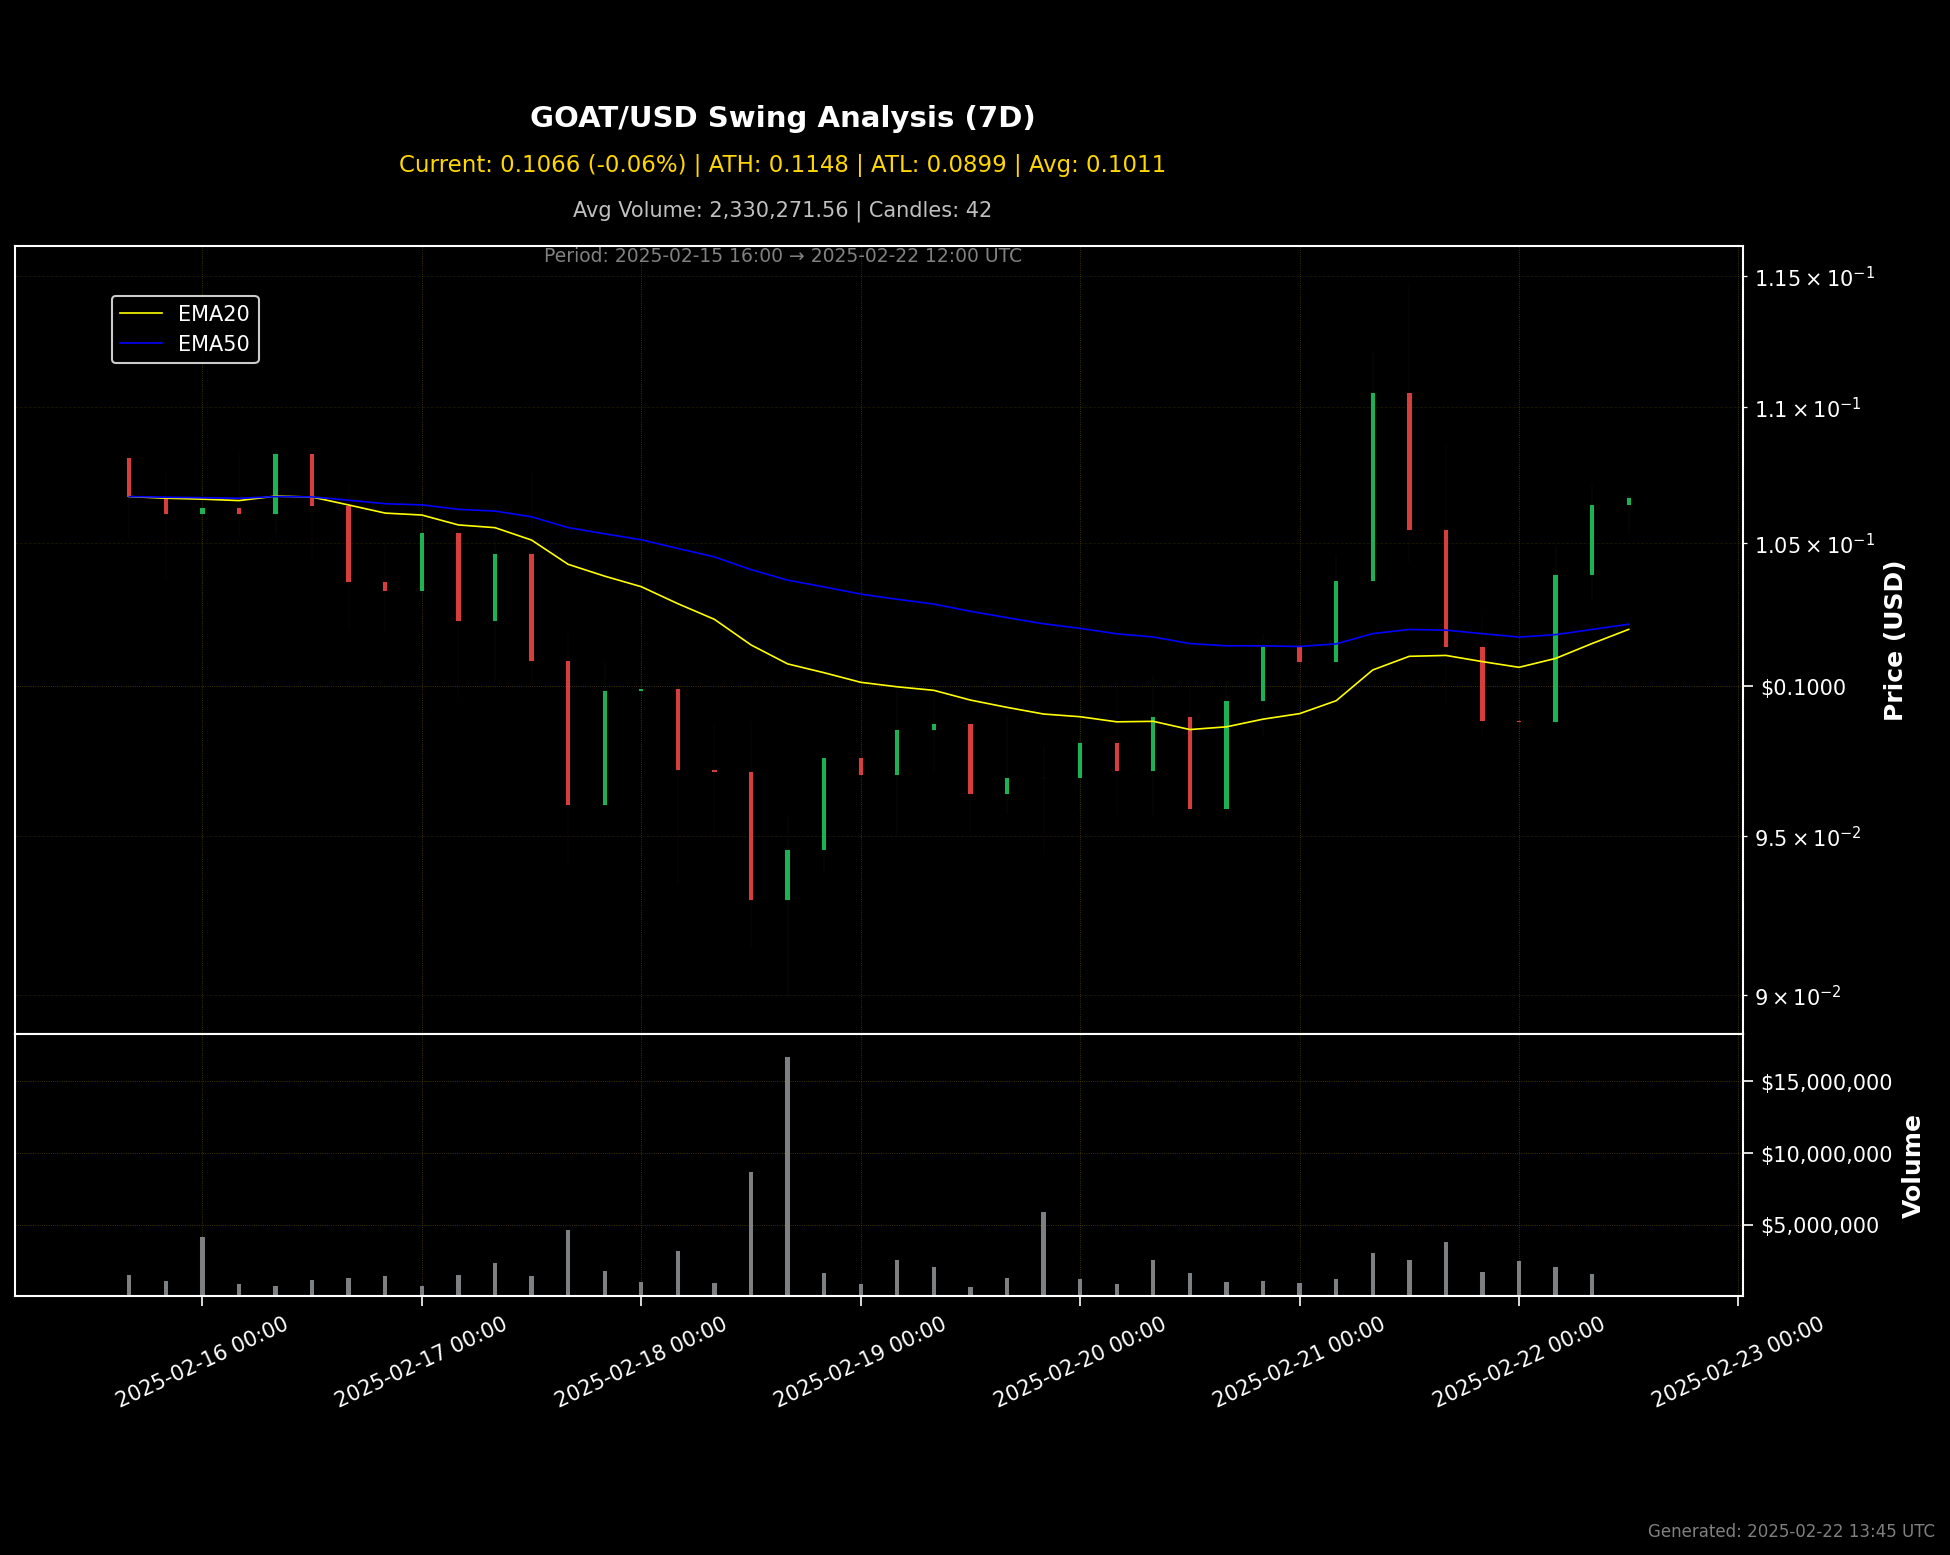 GOAT/USD Swing Analysis (7D)
Current: 0.1066 (-0.06%) | ATH: 0.1148 | ATL: 0.0899 | Avg: 0.1011
Avg Volume: 2,330,271.56 | Candles: 42
Period: 2025-02-15 16:00 → 2025-02-22 12:00 UTC
EMA20
EMA50
1.15 × 10⁻¹
1.1 × 10⁻¹
1.05 × 10⁻¹
$0.1000
9.5 × 10⁻²
9 × 10⁻²
Price (USD)
$15,000,000
$10,000,000
$5,000,000
Volume
2025-02-16 00:00
2025-02-17 00:00
2025-02-18 00:00
2025-02-19 00:00
2025-02-20 00:00
2025-02-21 00:00
2025-02-22 00:00
2025-02-23 00:00
Generated: 2025-02-22 13:45 UTC